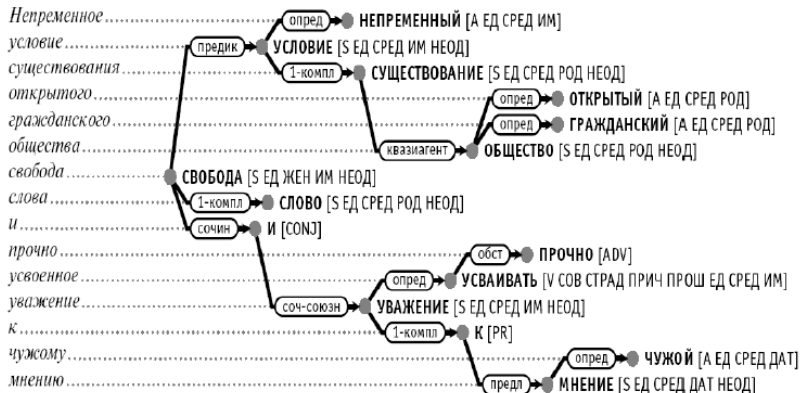 Непременное опред НЕПРЕМЕННЫЙ [A ЕД СРЕД ИМ]
условие предик УСЛОВИЕ [S ЕД СРЕД ИМ НЕОД]
существования 1-компл СУЩЕСТВОВАНИЕ [S ЕД СРЕД РОД НЕОД]
открытого опред ОТКРЫТЫЙ [A ЕД СРЕД РОД]
гражданского опред ГРАЖДАНСКИЙ [A ЕД СРЕД РОД]
общества квазиагент ОБЩЕСТВО [S ЕД СРЕД РОД НЕОД]
свобода СВОБОДА [S ЕД ЖЕН ИМ НЕОД]
слова 1-компл СЛОВО [S ЕД СРЕД РОД НЕОД]
и сочин И [CONJ]
прочно обст ПРОЧНО [ADV]
усвоенное опред УСВАИВАТЬ [V СОВ СТРАД ПРИЧ ПРОШ ЕД СРЕД ИМ]
уважение соч-союзн УВАЖЕНИЕ [S ЕД СРЕД ИМ НЕОД]
к 1-компл К [PR]
чужому опред ЧУЖОЙ [A ЕД СРЕД ДАТ]
мнению предл МНЕНИЕ [S ЕД СРЕД ДАТ НЕОД]